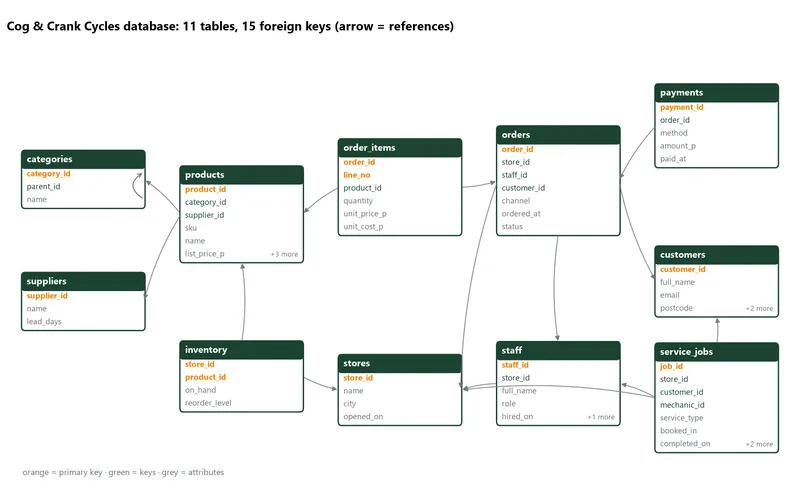 Cog & Crank Cycles database: 11 tables, 15 foreign keys (arrow = references)
categories
category_id
parent_id
name
suppliers
supplier_id
name
lead_days
products
product_id
category_id
supplier_id
sku
name
list_price_p
+3 more
inventory
store_id
product_id
on_hand
reorder_level
order_items
order_id
line_no
product_id
quantity
unit_price_p
unit_cost_p
stores
store_id
name
city
opened_on
orders
order_id
store_id
staff_id
customer_id
channel
ordered_at
status
staff
staff_id
store_id
full_name
role
hired_on
+1 more
payments
payment_id
order_id
method
amount_p
paid_at
customers
customer_id
full_name
email
postcode
+2 more
service_jobs
job_id
store_id
customer_id
mechanic_id
service_type
booked_in
completed_on
+2 more
orange = primary key · green = keys · grey = attributes